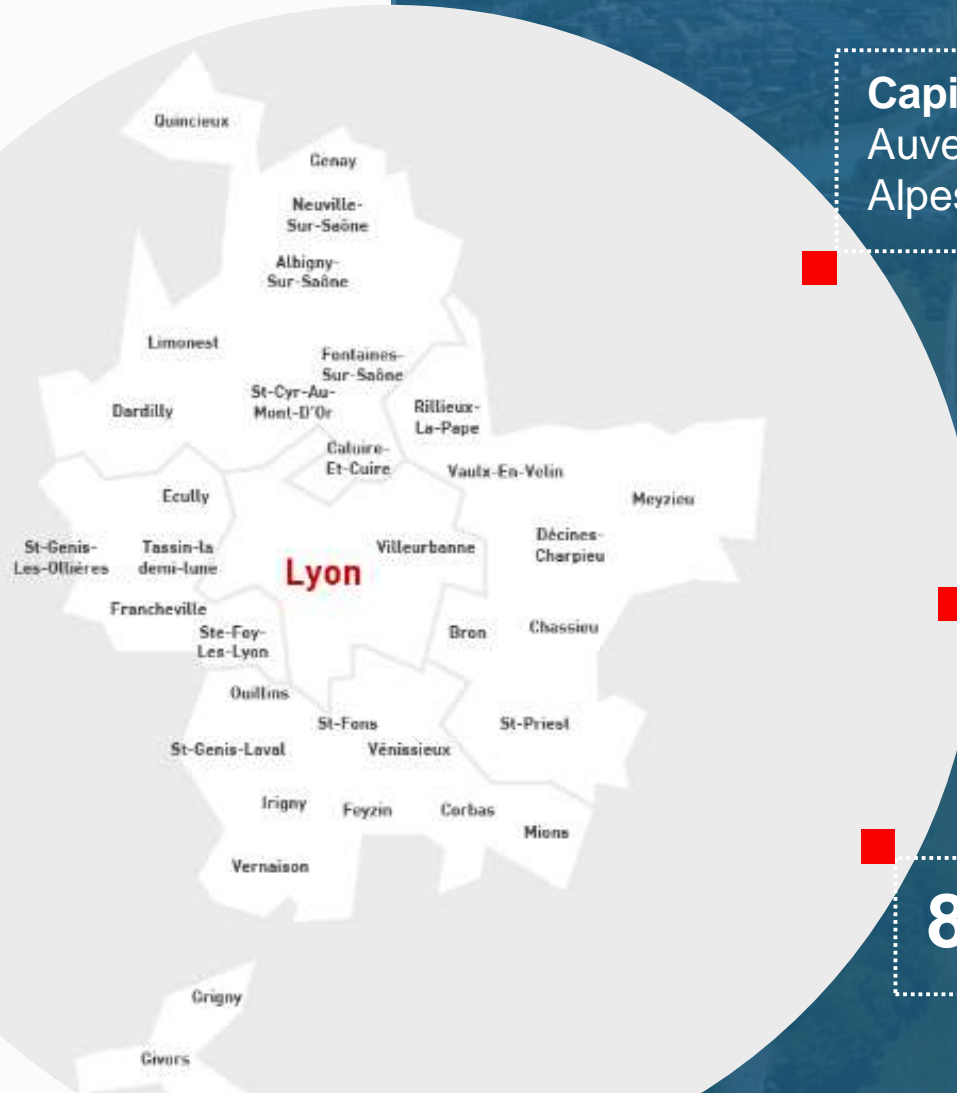 Quincieux
Genay
Neuville-
Sur-Saône
Albigny-
Sur-Saône
Limonest
Fontaines-
Sur-Saône
St-Cyr-Au-
Mont-D'Or
Dardilly
Rillieux-
La-Pape
Caluire-
Et-Cuire
Vaulx-En-Velin
Meyzieu
Ecully
Décines-
Charpieu
St-Genis-
Les-Ollières
Tassin-la
demi-lune
Villeurbanne
Lyon
Francheville
Ste-Foy-
Les-Lyon
Bron
Chassieu
Oullins
St-Fons
St-Priest
St-Genis-Laval
Vénissieux
Irigny
Feyzin
Corbas
Mions
Vernaison
Grigny
Givors
Capi
Auve
Alpes
8